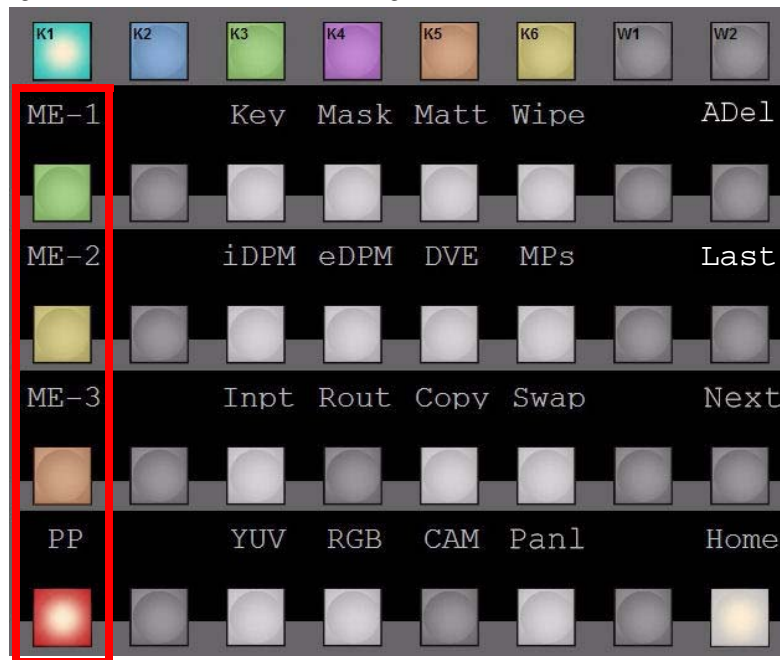 K1 K2 K3 K4 K5 K6 W1 W2
ME-1 Key Mask Matt Wipe ADel
ME-2 iDPM eDPM DVE MPs Last
ME-3 Inpt Rout Copy Swap Next
PP YUV RGB CAM Panl Home